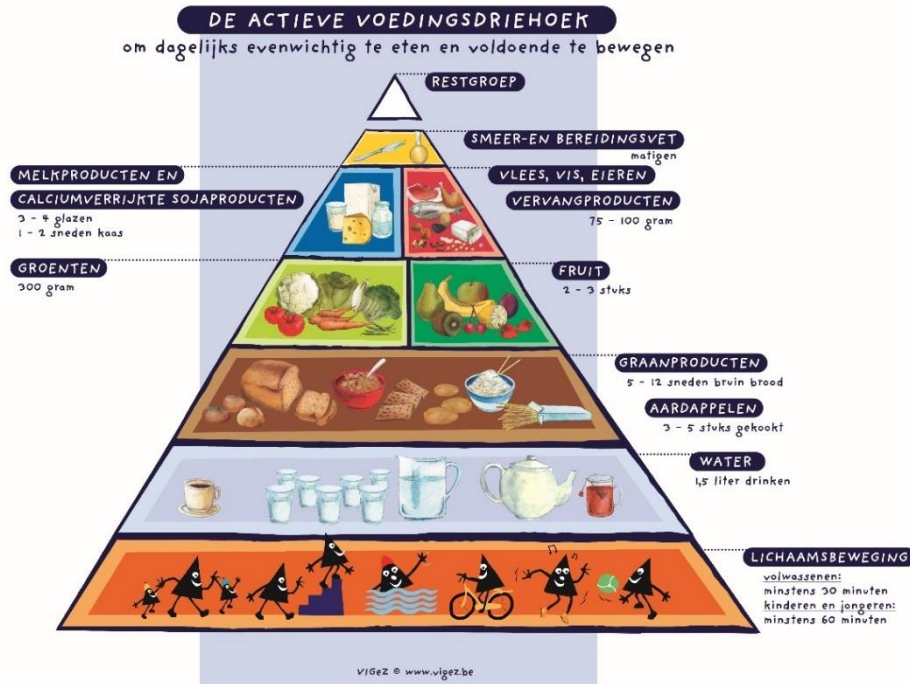 DE ACTIEVE VOEDINGSDRIEHOEK
om dagelijks evenwichtig te eten en voldoende te bewegen
RESTGROEP
SMEER-EN BEREIDINGSVET
matigen
MELKPRODUCTEN EN
CALCIUMVERRIJKTE SOJAPRODUCTEN
3 - 4 glazen
1 - 2 sneden kaas
VLEES, VIS, EIEREN
VERVANGPRODUCTEN
75 - 100 gram
GROENTEN
300 gram
FRUIT
2 - 3 stuks
GRAANPRODUCTEN
5 - 12 sneden bruin brood
AARDAPPELEN
3 - 5 stuks gekookt
WATER
1,5 liter drinken
LICHAAMSBEWEGING
volwassenen:
minstens 30 minuten
kinderen en jongeren:
minstens 60 minuten
VIGeZ © www.vigez.be